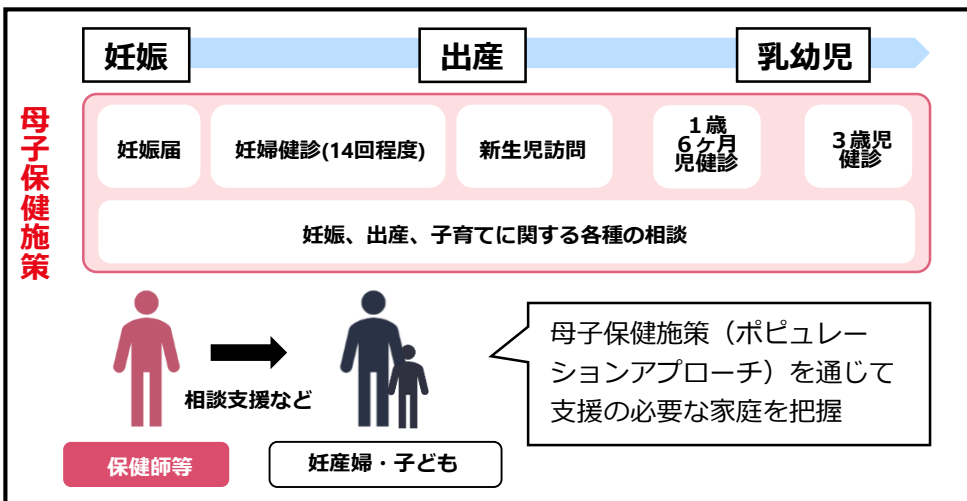 妊娠
出産
乳幼児
母子保健施策
妊娠届
妊婦健診(14回程度)
新生児訪問
１歳
６ヶ月
児健診
３歳児
健診
妊娠、出産、子育てに関する各種の相談
相談支援など
保健師等
妊産婦・子ども
母子保健施策（ポピュレー
ションアプローチ）を通じて
支援の必要な家庭を把握